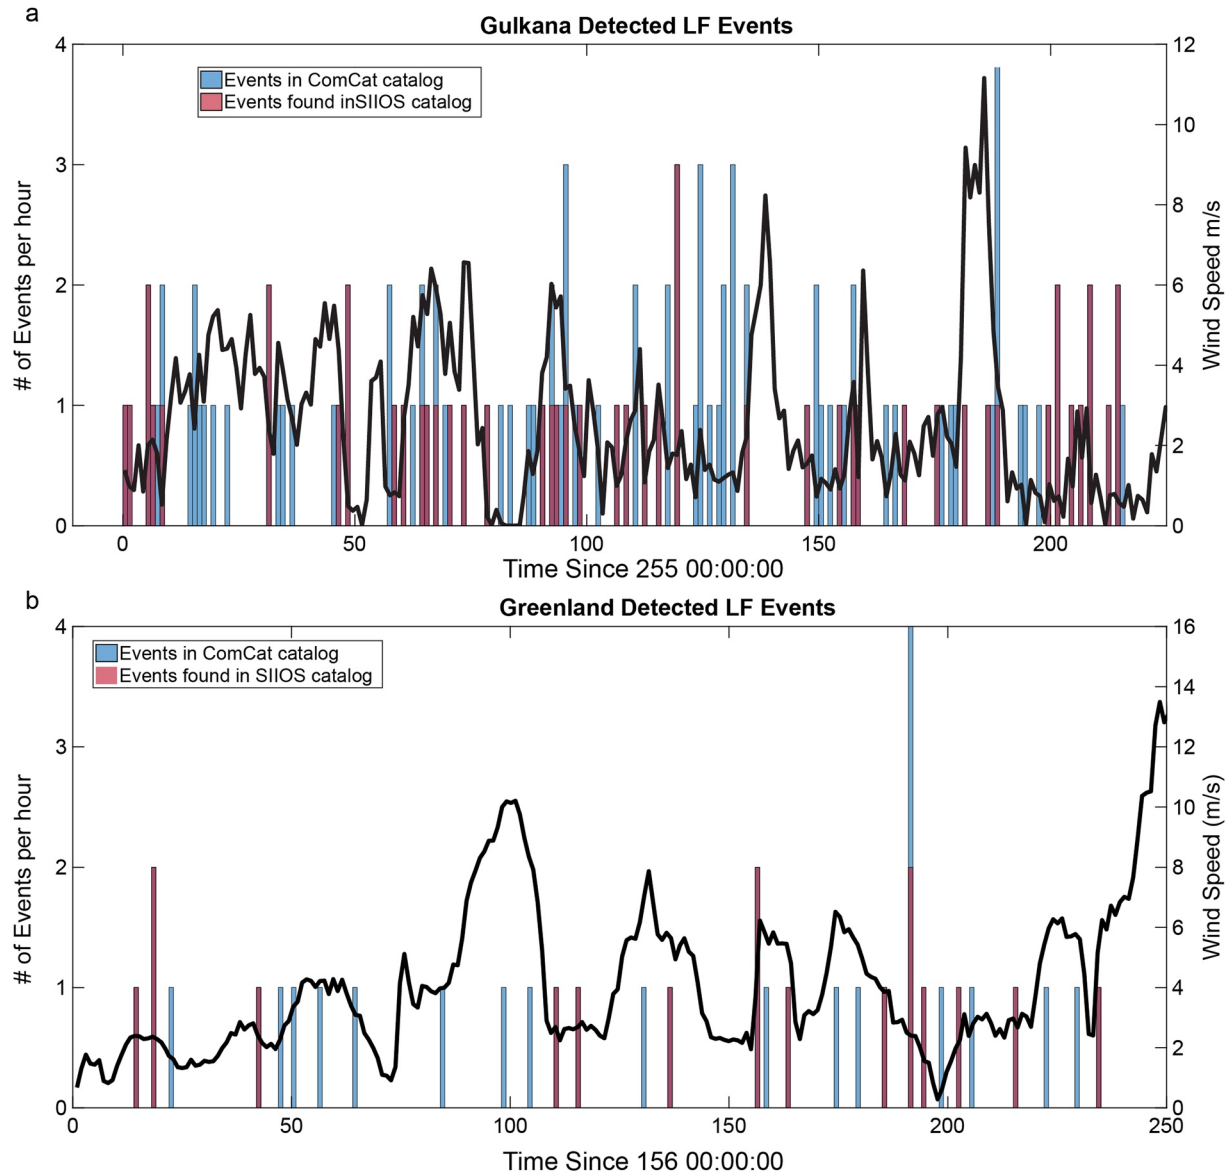 a
Gulkana Detected LF Events
4
3
2
1
0
# of Events per hour
Events in ComCat catalog
Events found inSIIOS catalog
12
10
8
6
4
2
0
Wind Speed m/s
0 50 100 150 200
Time Since 255 00:00:00
b
Greenland Detected LF Events
4
3
2
1
0
# of Events per hour
Events in ComCat catalog
Events found in SIIOS catalog
16
14
12
10
8
6
4
2
0
Wind Speed (m/s)
0 50 100 150 200 250
Time Since 156 00:00:00